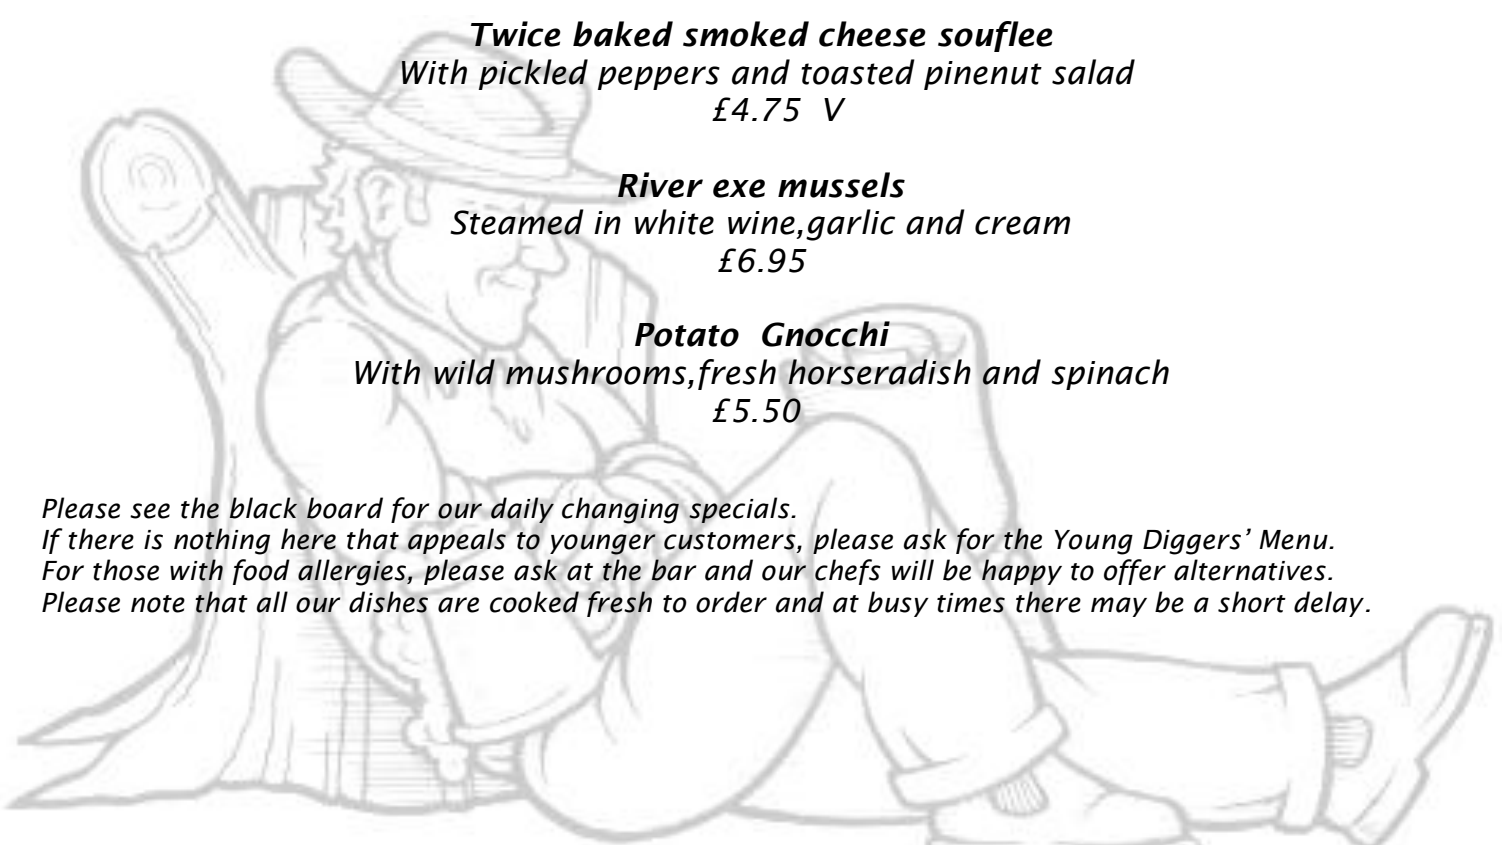 Twice baked smoked cheese souflee
With pickled peppers and toasted pinenut salad
£4.75  V
River exe mussels
Steamed in white wine,garlic and cream
£6.95
Potato  Gnocchi
With wild mushrooms,fresh horseradish and spinach
£5.50
Please see the black board for our daily changing specials.
If there is nothing here that appeals to younger customers, please ask for the Young Diggers’ Menu.
For those with food allergies, please ask at the bar and our chefs will be happy to offer alternatives.
Please note that all our dishes are cooked fresh to order and at busy times there may be a short delay.